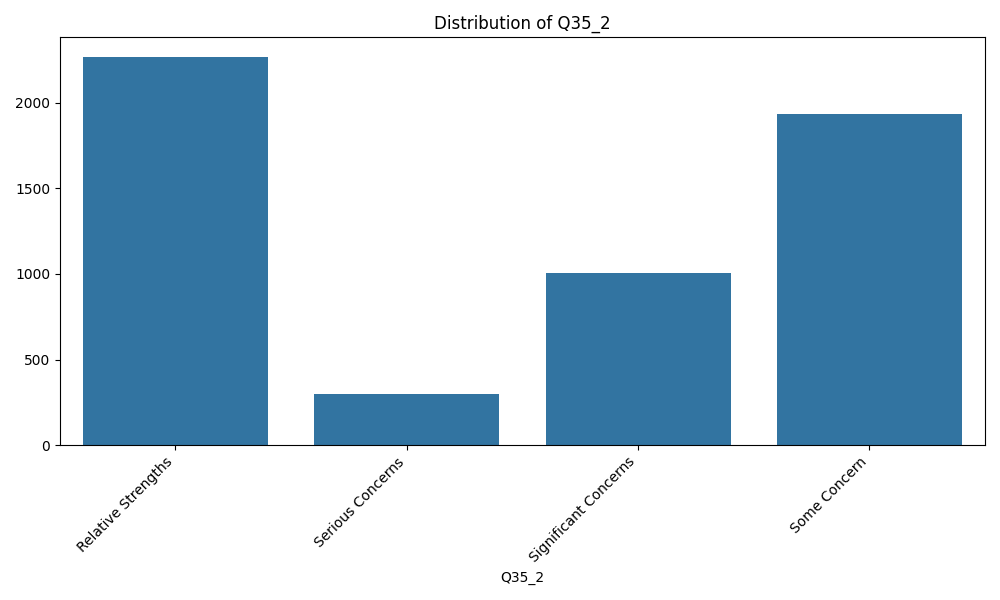 Distribution of Q35_2
2000
1500
1000
500
0
Relative Strengths
Serious Concerns
Significant Concerns
Some Concern
Q35_2